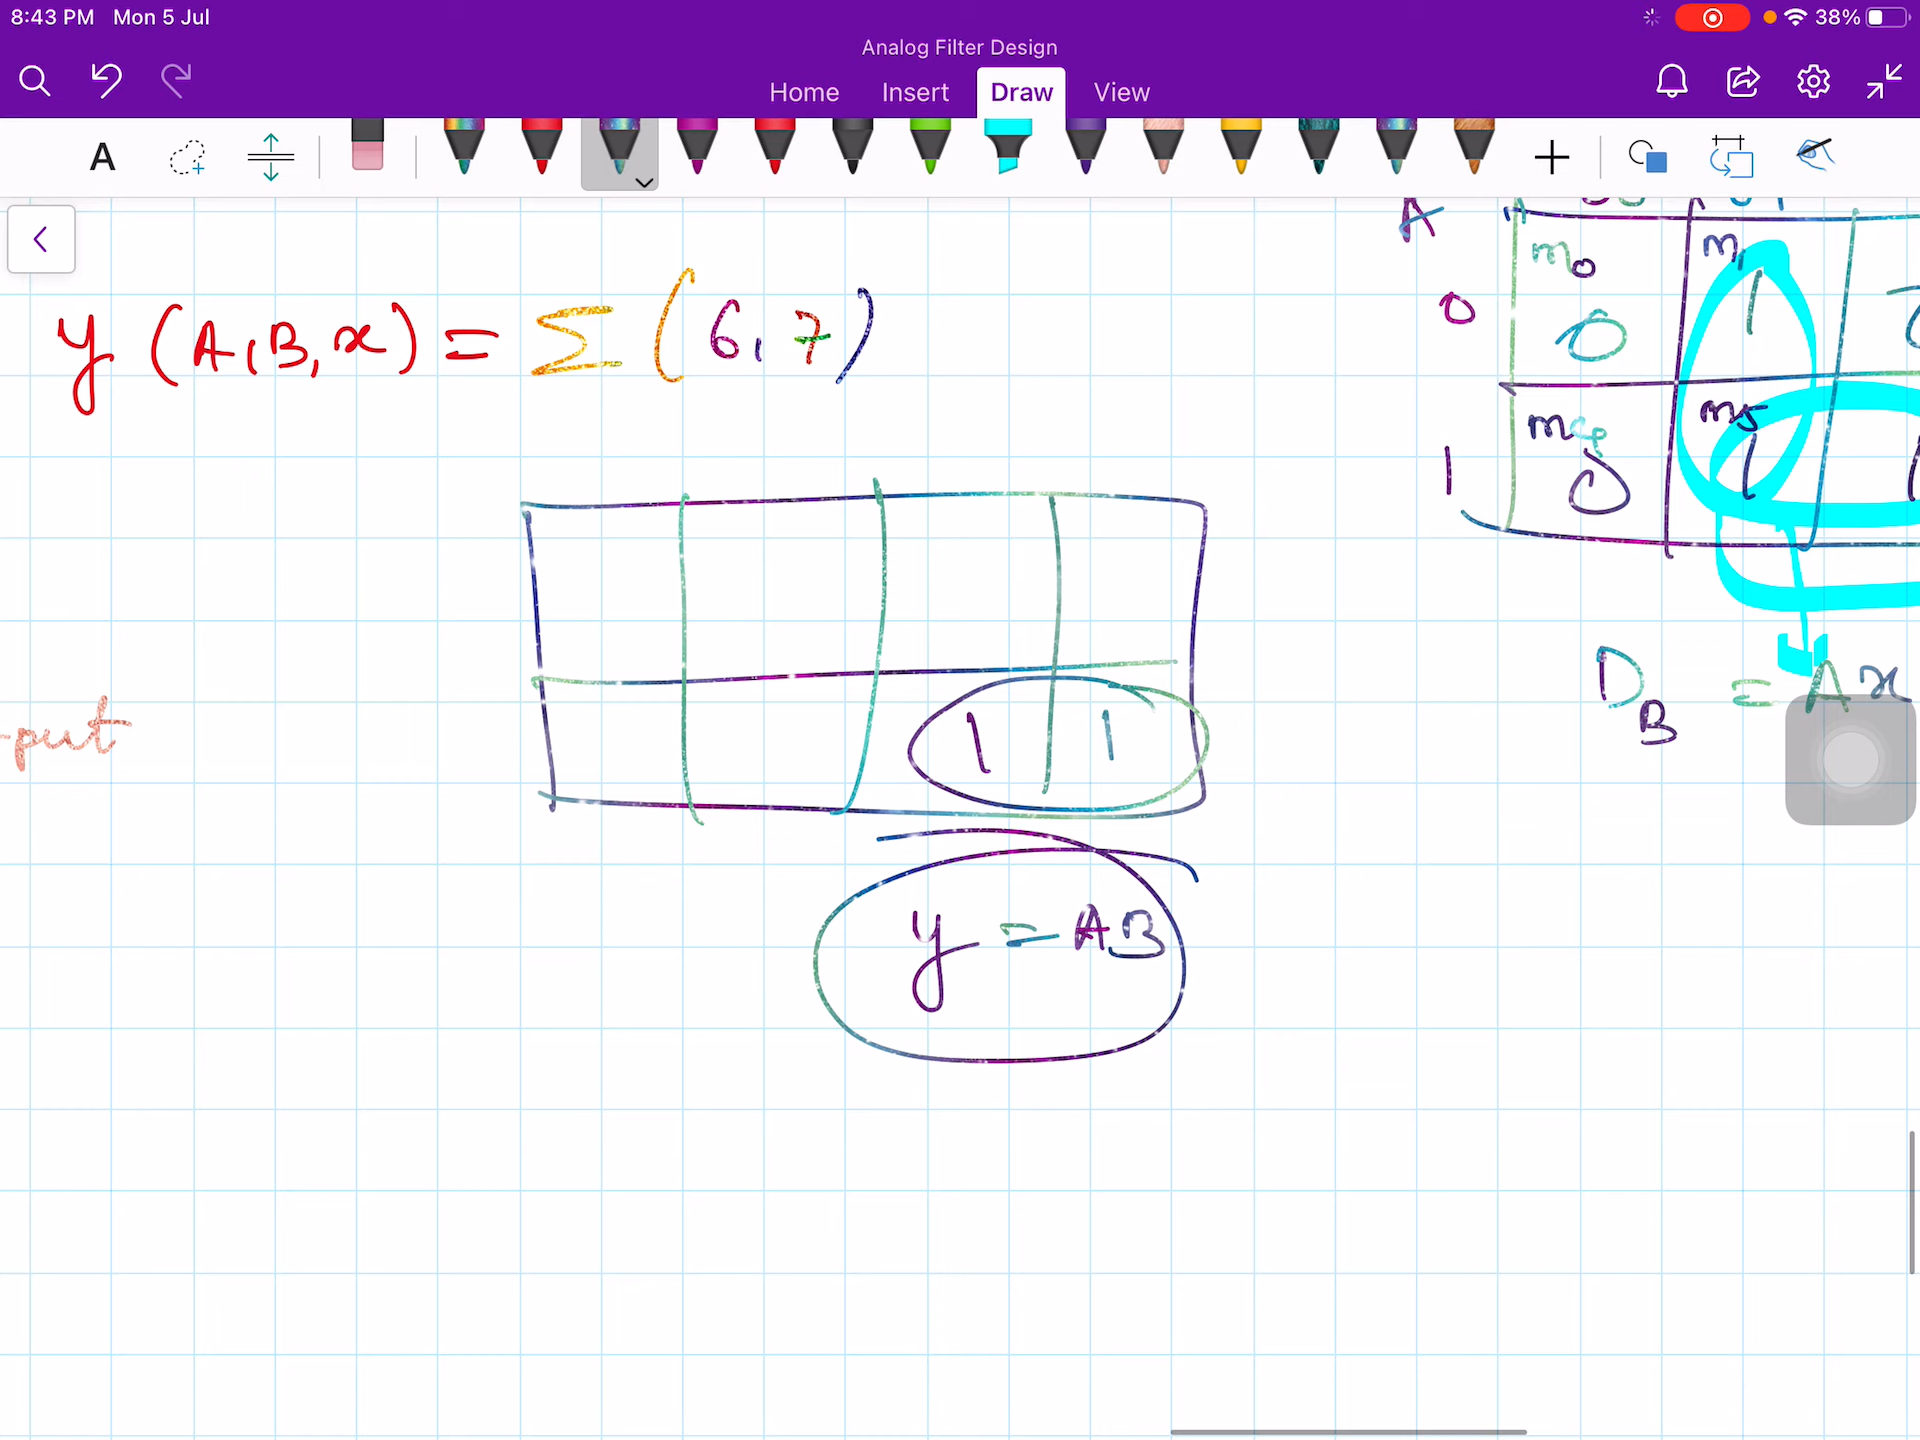 8:43 PM Mon 5 Jul
38%
Analog Filter Design
Home Insert Draw View
A
y (A,B,x) = Σ (6,7)
1 1
y = AB
put
A
m0 m1
0 0 1
m4 m5
1 0 1
DB = Ax